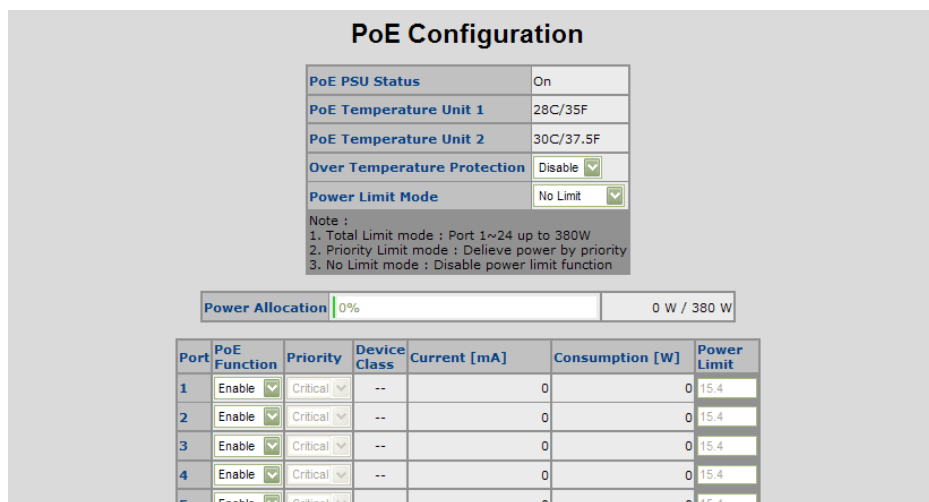 PoE Configuration
PoE PSU Status On
PoE Temperature Unit 1 28C/35F
PoE Temperature Unit 2 30C/37.5F
Over Temperature Protection Disable
Power Limit Mode No Limit
Note :
1. Total Limit mode : Port 1~24 up to 380W
2. Priority Limit mode : Delieve power by priority
3. No Limit mode : Disable power limit function
Power Allocation 0% 0 W / 380 W
Port PoE Function Priority Device Class Current [mA] Consumption [W] Power Limit
1 Enable Critical -- 0 0 15.4
2 Enable Critical -- 0 0 15.4
3 Enable Critical -- 0 0 15.4
4 Enable Critical -- 0 0 15.4